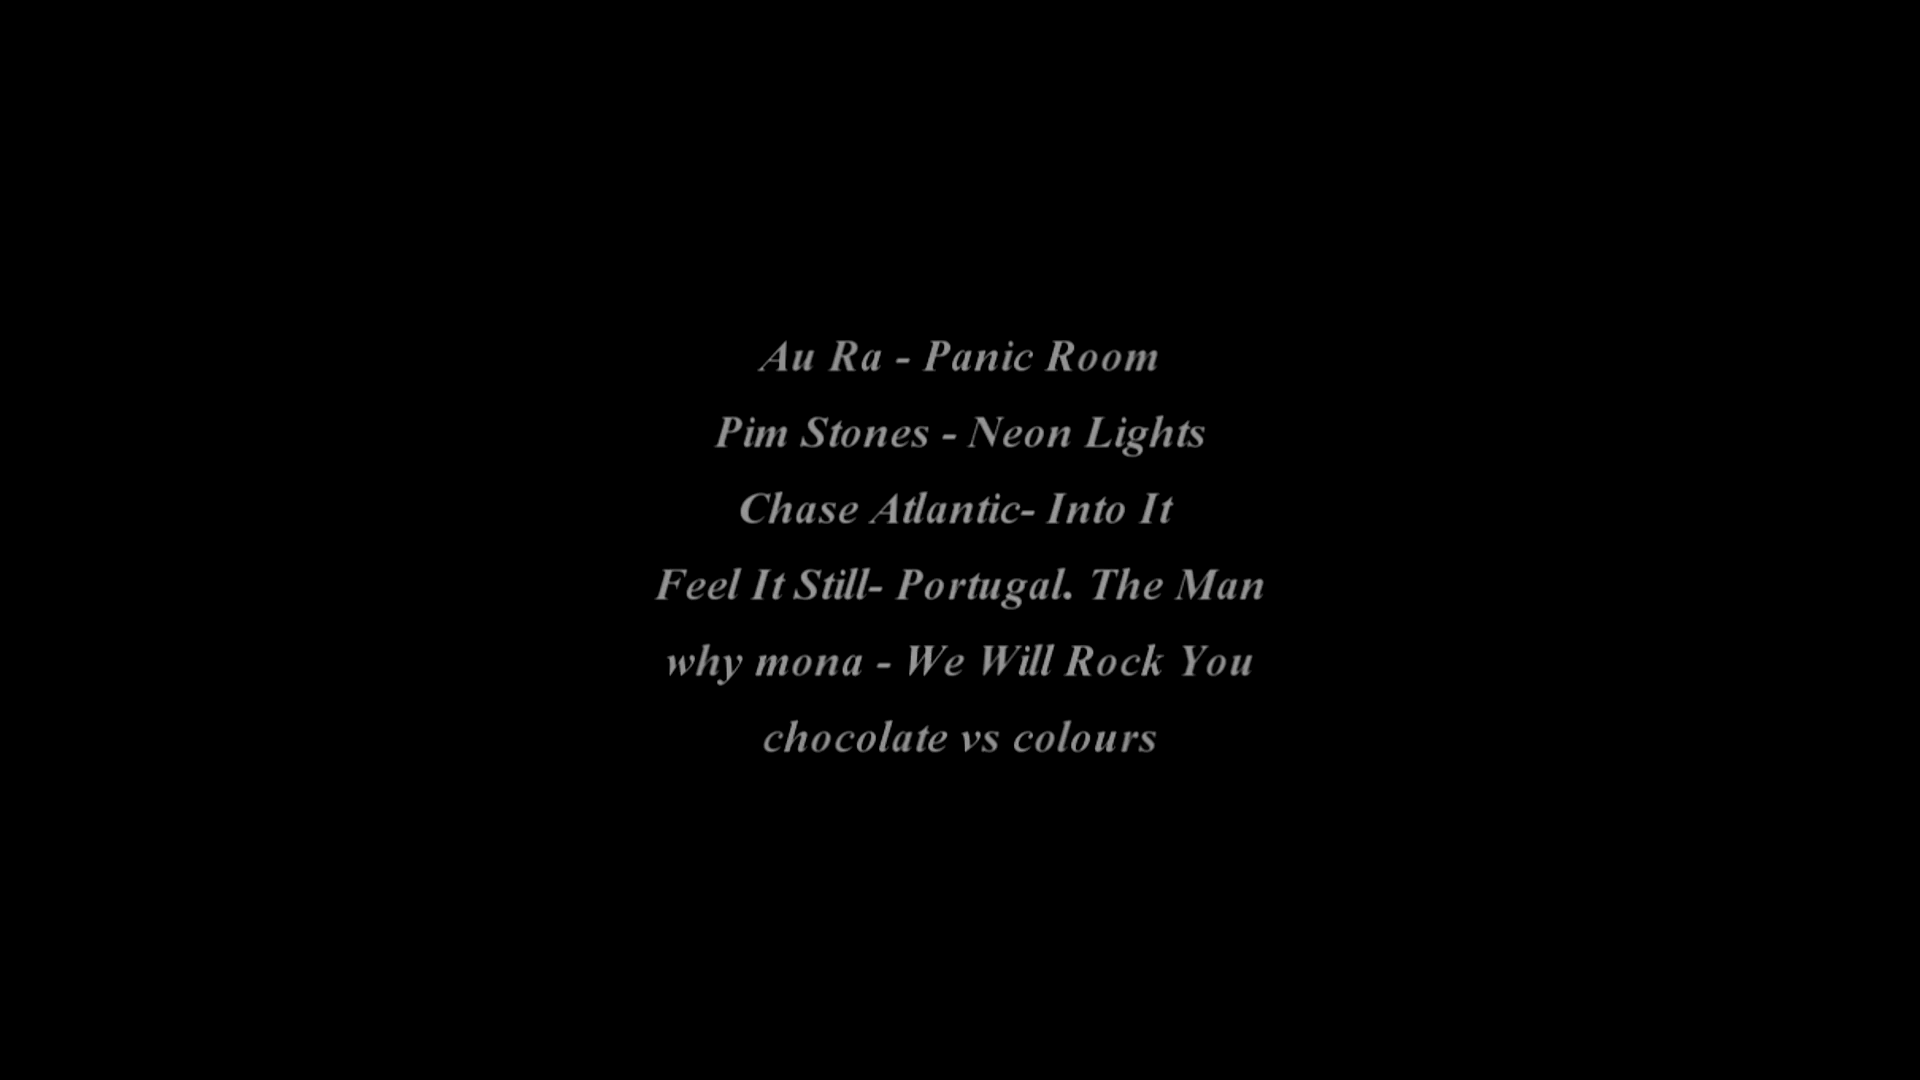 Au Ra - Panic Room
Pim Stones - Neon Lights
Chase Atlantic- Into It
Feel It Still- Portugal. The Man
why mona - We Will Rock You
chocolate vs colours